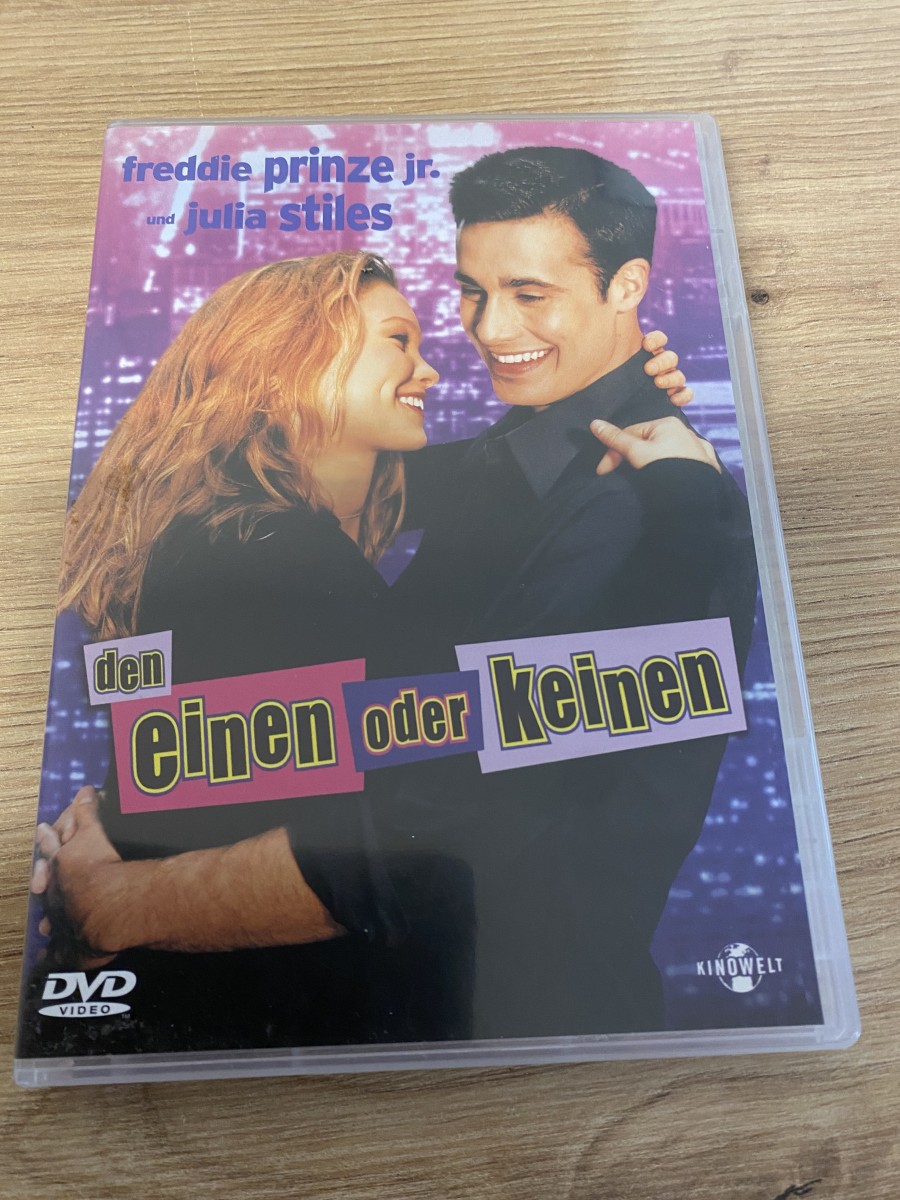 freddie prinze jr.
und julia stiles
den
einen oder keinen
DVD
VIDEO
KINOWELT